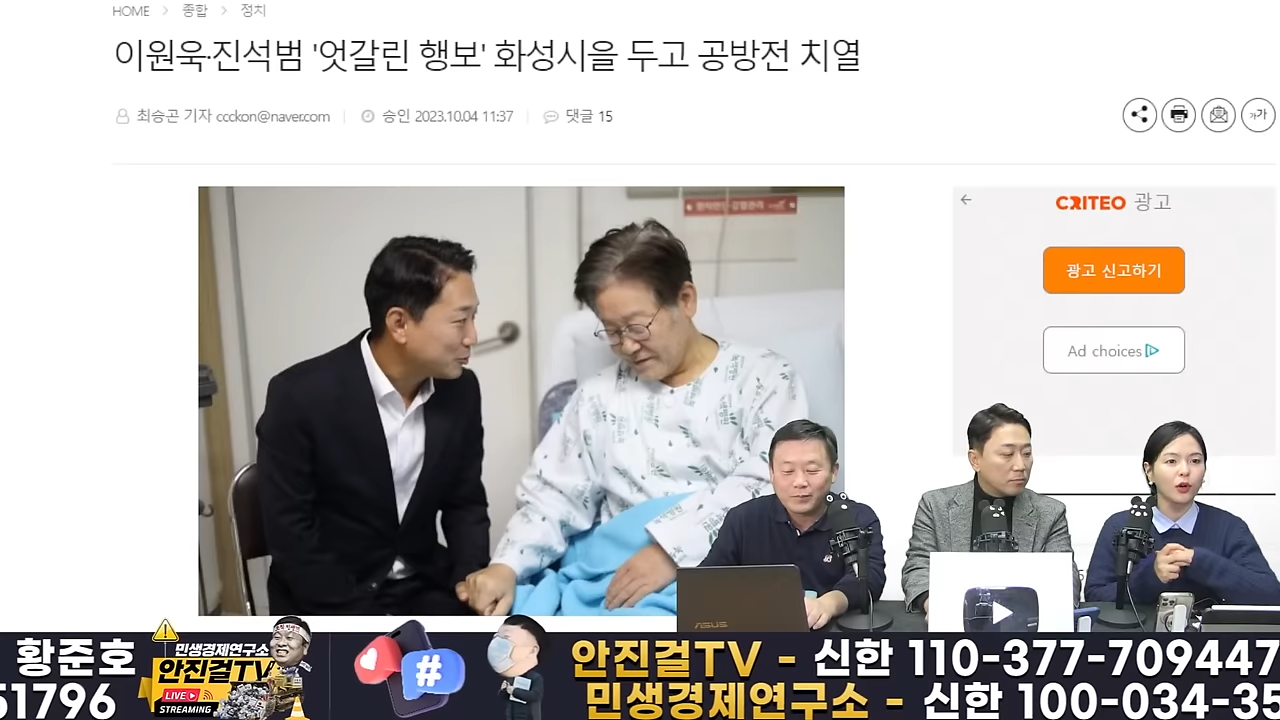 HOME > 종합 > 정치
이원욱·진석범 '엇갈린 행보' 화성시을 두고 공방전 치열
최승곤 기자 ccckon@naver.com 승인 2023.10.04 11:37 댓글 15
가가
CRITEO 광고
광고 신고하기
Ad choices
ASUS
황준호
51796
민생경제연구소
안진걸TV
LIVE
STREAMING
#
안진걸TV - 신한 110-377-709447
민생경제연구소 - 신한 100-034-35